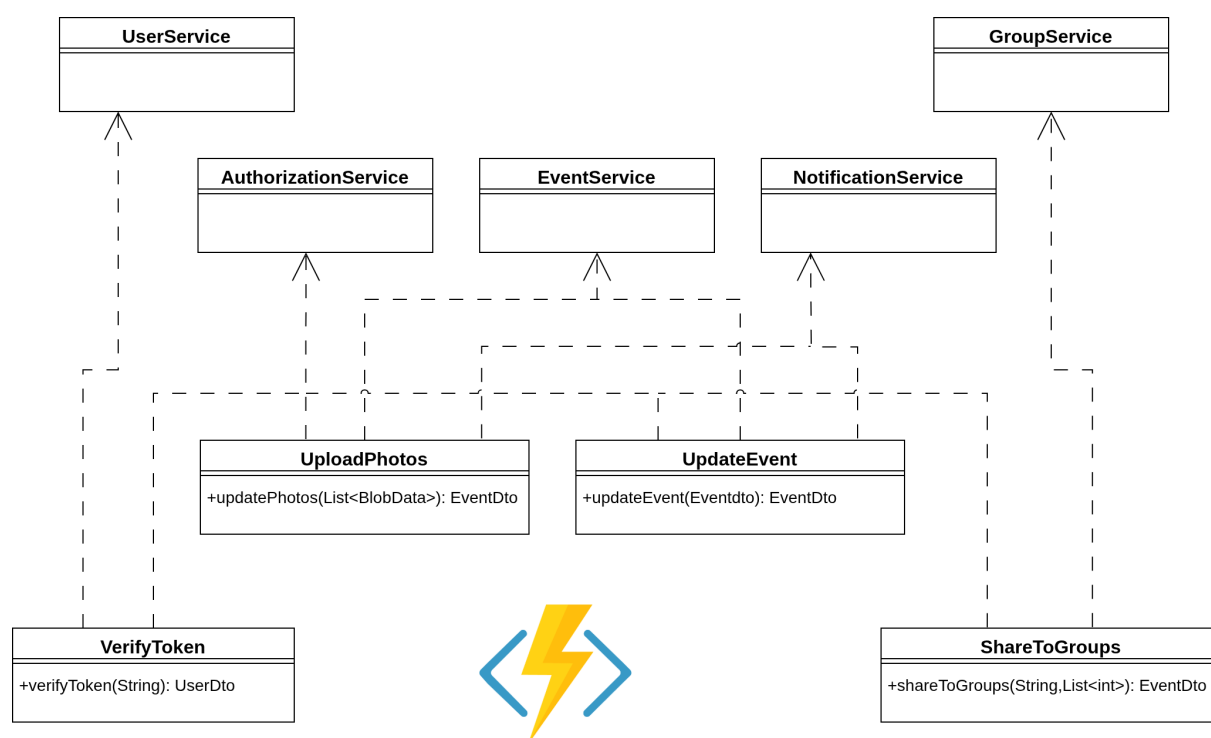 UserService
GroupService
AuthorizationService
EventService
NotificationService
UploadPhotos
+updatePhotos(List<BlobData>): EventDto
UpdateEvent
+updateEvent(Eventdto): EventDto
VerifyToken
+verifyToken(String): UserDto
ShareToGroups
+shareToGroups(String,List<int>): EventDto